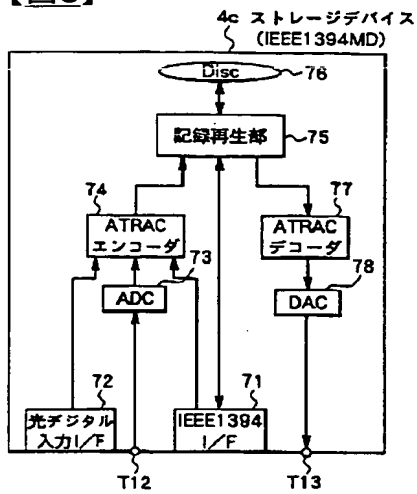 4c ストレージデバイス
(IEEE1394MD)
Disc
76
記録再生部
75
74
ATRAC
エンコーダ
73
ADC
77
ATRAC
デコーダ
78
DAC
72
光デジタル
入力I/F
71
IEEE1394
I/F
T12
T13